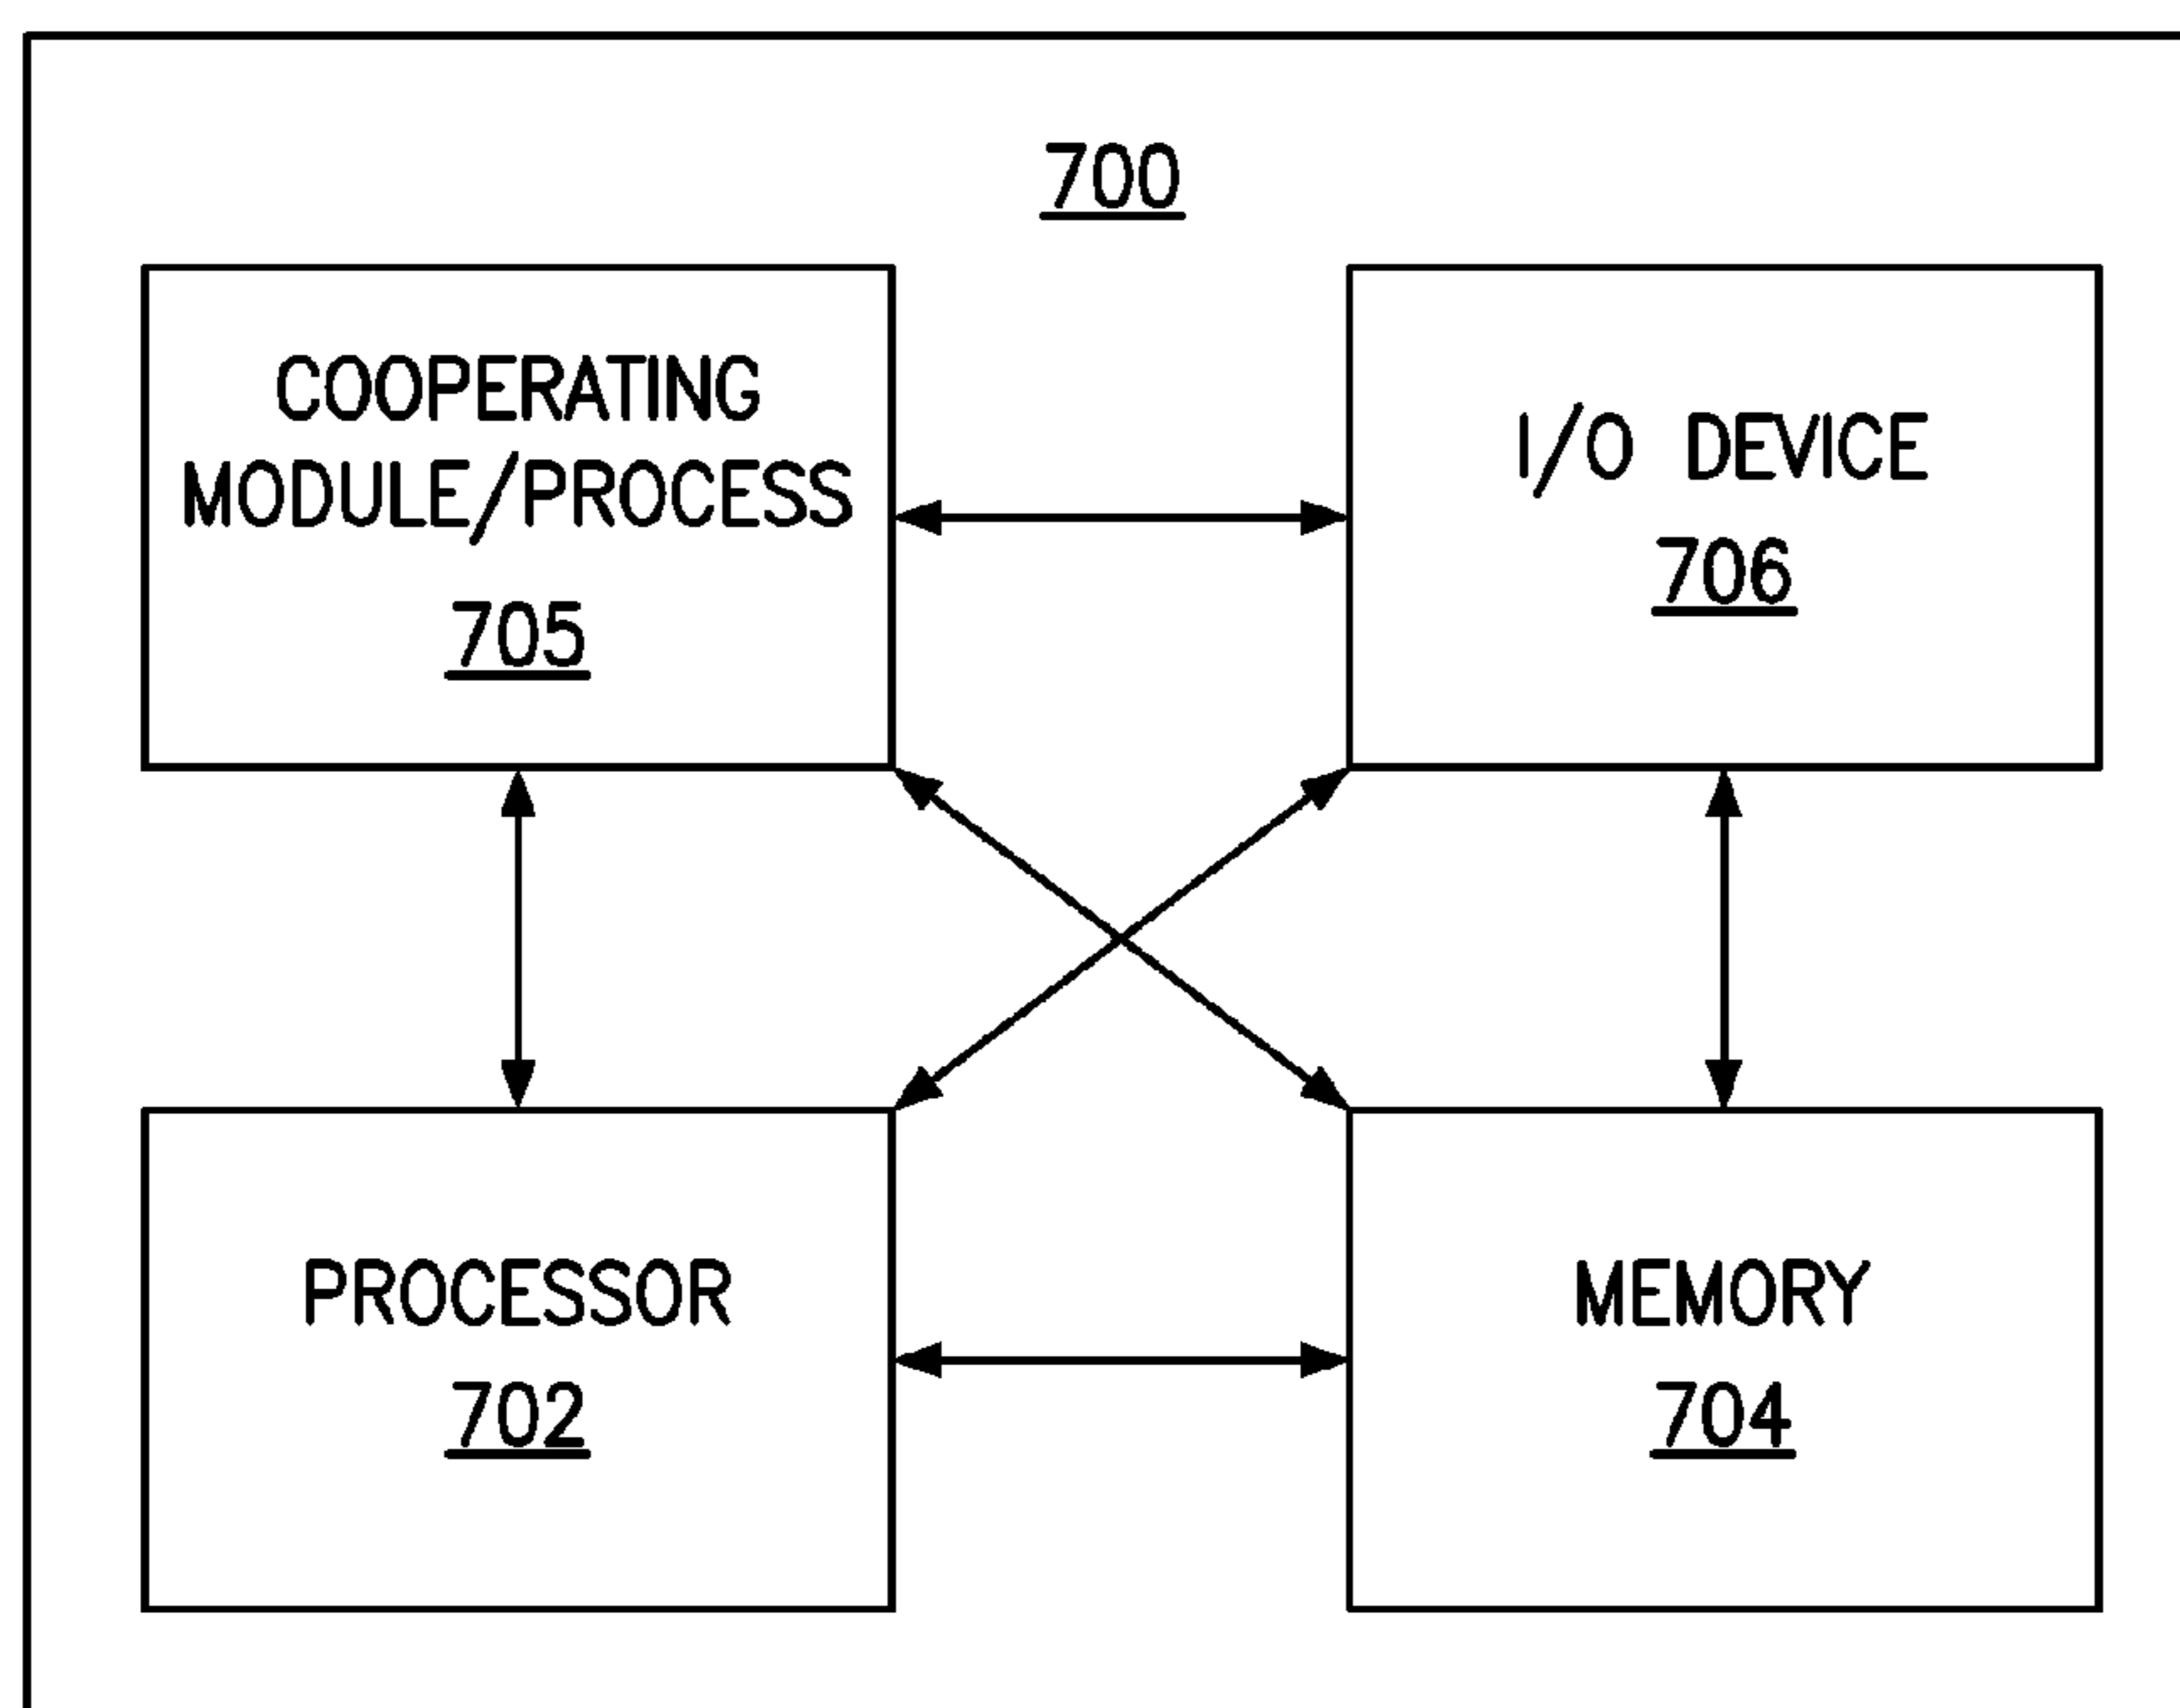 700
COOPERATING
MODULE/PROCESS
705
I/O DEVICE
706
PROCESSOR
702
MEMORY
704